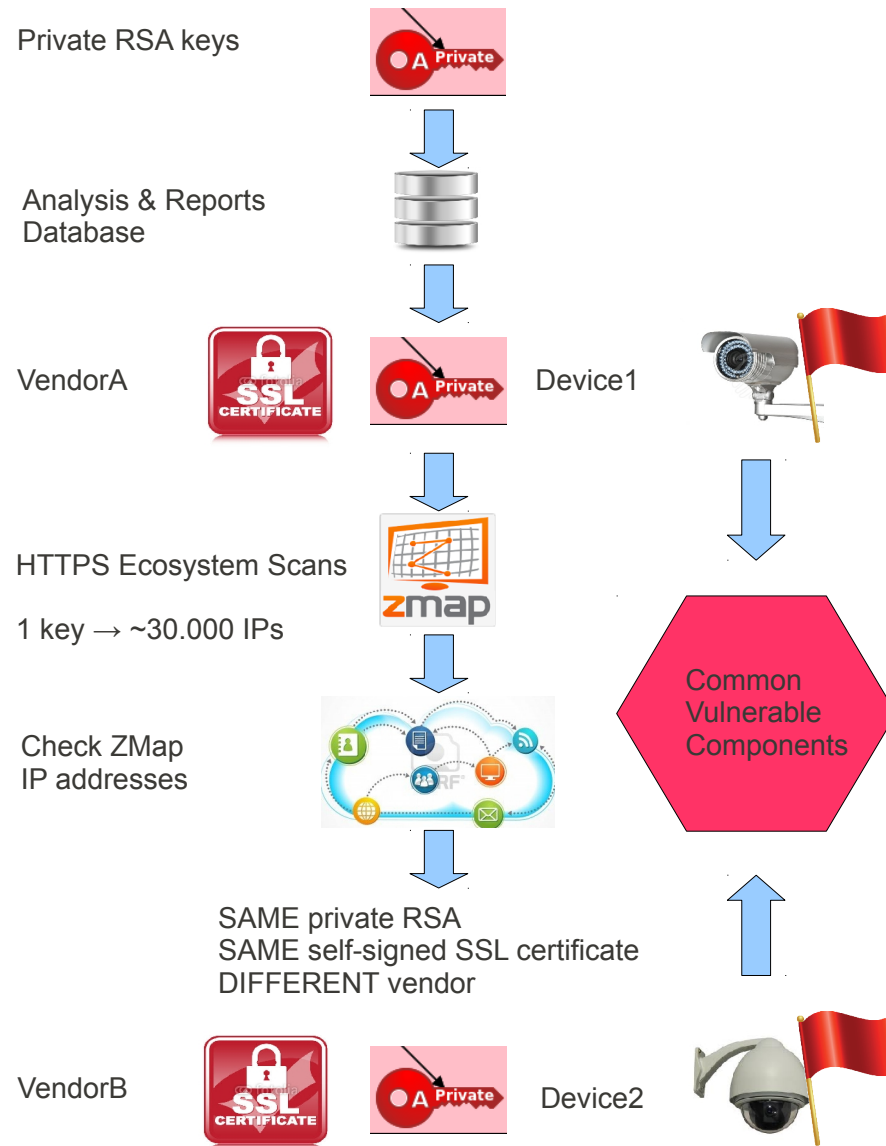 Private RSA keys
A Private
Analysis & Reports
Database
VendorA
SSL
CERTIFICATE
A Private
Device1
HTTPS Ecosystem Scans
1 key → ~30.000 IPs
zmap
Check ZMap
IP addresses
RF
Common
Vulnerable
Components
SAME private RSA
SAME self-signed SSL certificate
DIFFERENT vendor
VendorB
SSL
CERTIFICATE
A Private
Device2